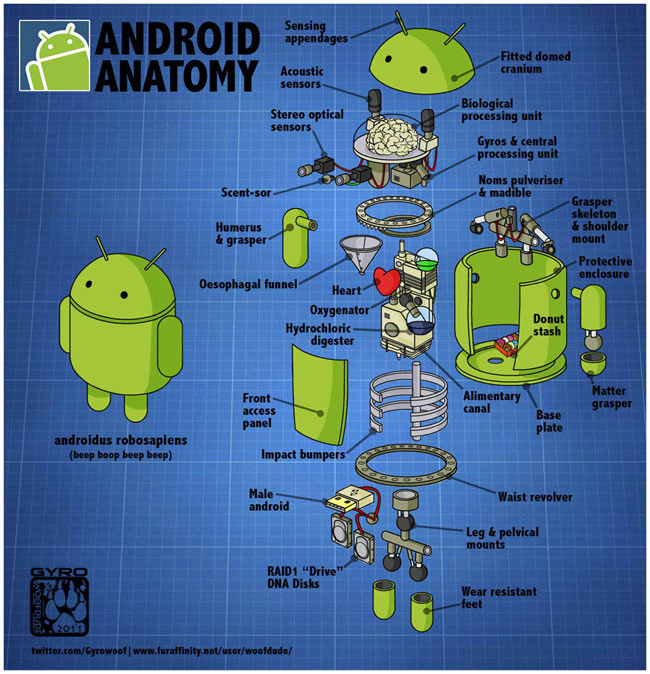 ANDROID
ANATOMY
Sensing
appendages
Fitted domed
cranium
Acoustic
sensors
Biological
processing unit
Stereo optical
sensors
Gyros & central
processing unit
Scent-sor
Noms pulveriser
& madible
Grasper
skeleton
& shoulder
mount
Humerus
& grasper
Protective
enclosure
Oesophagal funnel
Heart
Oxygenator
Donut
stash
Hydrochloric
digester
Front
access
panel
Alimentary
canal
Base
plate
Matter
grasper
androidus robosapiens
(beep boop beep beep)
Impact bumpers
Waist revolver
Male
android
Leg & pelvical
mounts
RAID1 "Drive"
DNA Disks
Wear resistant
feet
GYRO
WOOFDUDE
2011
twitter.com/Gyrowoof | www.furaffinity.net/user/woofdude/